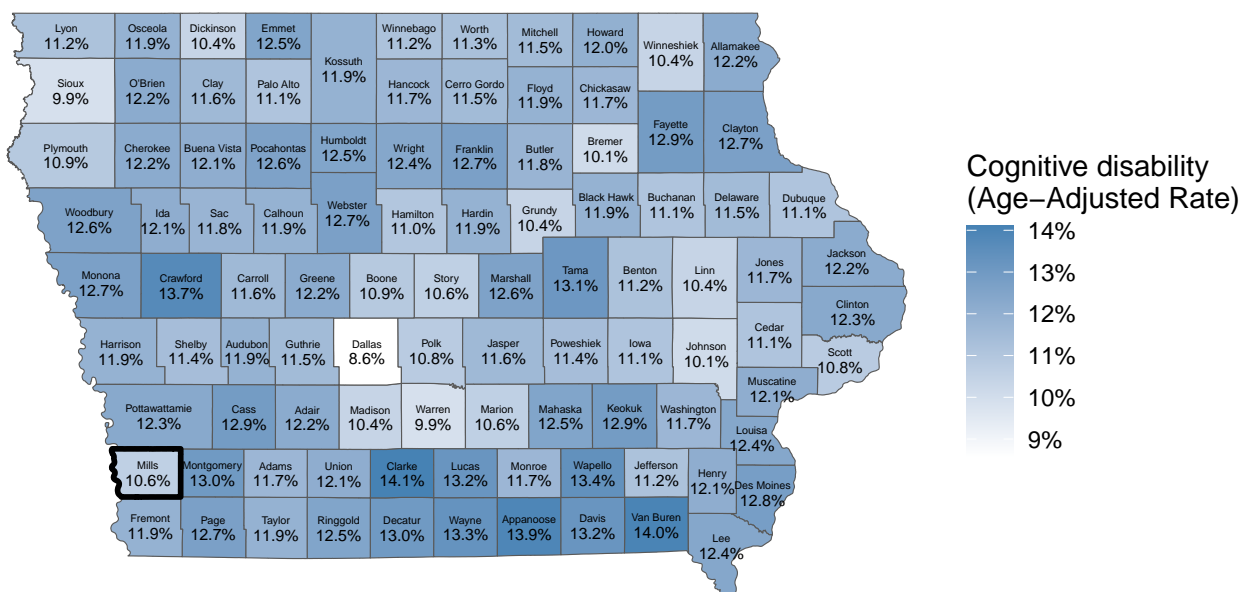 Lyon
11.2%
Osceola
11.9%
Dickinson
10.4%
Emmet
12.5%
Kossuth
11.9%
Winnebago
11.2%
Worth
11.3%
Mitchell
11.5%
Howard
12.0%
Winneshiek
10.4%
Allamakee
12.2%
Sioux
9.9%
O'Brien
12.2%
Clay
11.6%
Palo Alto
11.1%
Hancock
11.7%
Cerro Gordo
11.5%
Floyd
11.9%
Chickasaw
11.7%
Plymouth
10.9%
Cherokee
12.2%
Buena Vista
12.1%
Pocahontas
12.6%
Humboldt
12.5%
Wright
12.4%
Franklin
12.7%
Butler
11.8%
Bremer
10.1%
Fayette
12.9%
Clayton
12.7%
Woodbury
12.6%
Ida
12.1%
Sac
11.8%
Calhoun
11.9%
Webster
12.7%
Hamilton
11.0%
Hardin
11.9%
Grundy
10.4%
Black Hawk
11.9%
Buchanan
11.1%
Delaware
11.5%
Dubuque
11.1%
Monona
12.7%
Crawford
13.7%
Carroll
11.6%
Greene
12.2%
Boone
10.9%
Story
10.6%
Marshall
12.6%
Tama
13.1%
Benton
11.2%
Linn
10.4%
Jones
11.7%
Jackson
12.2%
Clinton
12.3%
Harrison
11.9%
Shelby
11.4%
Audubon
11.9%
Guthrie
11.5%
Dallas
8.6%
Polk
10.8%
Jasper
11.6%
Poweshiek
11.4%
Iowa
11.1%
Johnson
10.1%
Cedar
11.1%
Scott
10.8%
Muscatine
12.1%
Pottawattamie
12.3%
Cass
12.9%
Adair
12.2%
Madison
10.4%
Warren
9.9%
Marion
10.6%
Mahaska
12.5%
Keokuk
12.9%
Washington
11.7%
Louisa
12.4%
Mills
10.6%
Montgomery
13.0%
Adams
11.7%
Union
12.1%
Clarke
14.1%
Lucas
13.2%
Monroe
11.7%
Wapello
13.4%
Jefferson
11.2%
Henry
12.1%
Des Moines
12.8%
Fremont
11.9%
Page
12.7%
Taylor
11.9%
Ringgold
12.5%
Decatur
13.0%
Wayne
13.3%
Appanoose
13.9%
Davis
13.2%
Van Buren
14.0%
Lee
12.4%
Cognitive disability
(Age−Adjusted Rate)
14%
13%
12%
11%
10%
9%